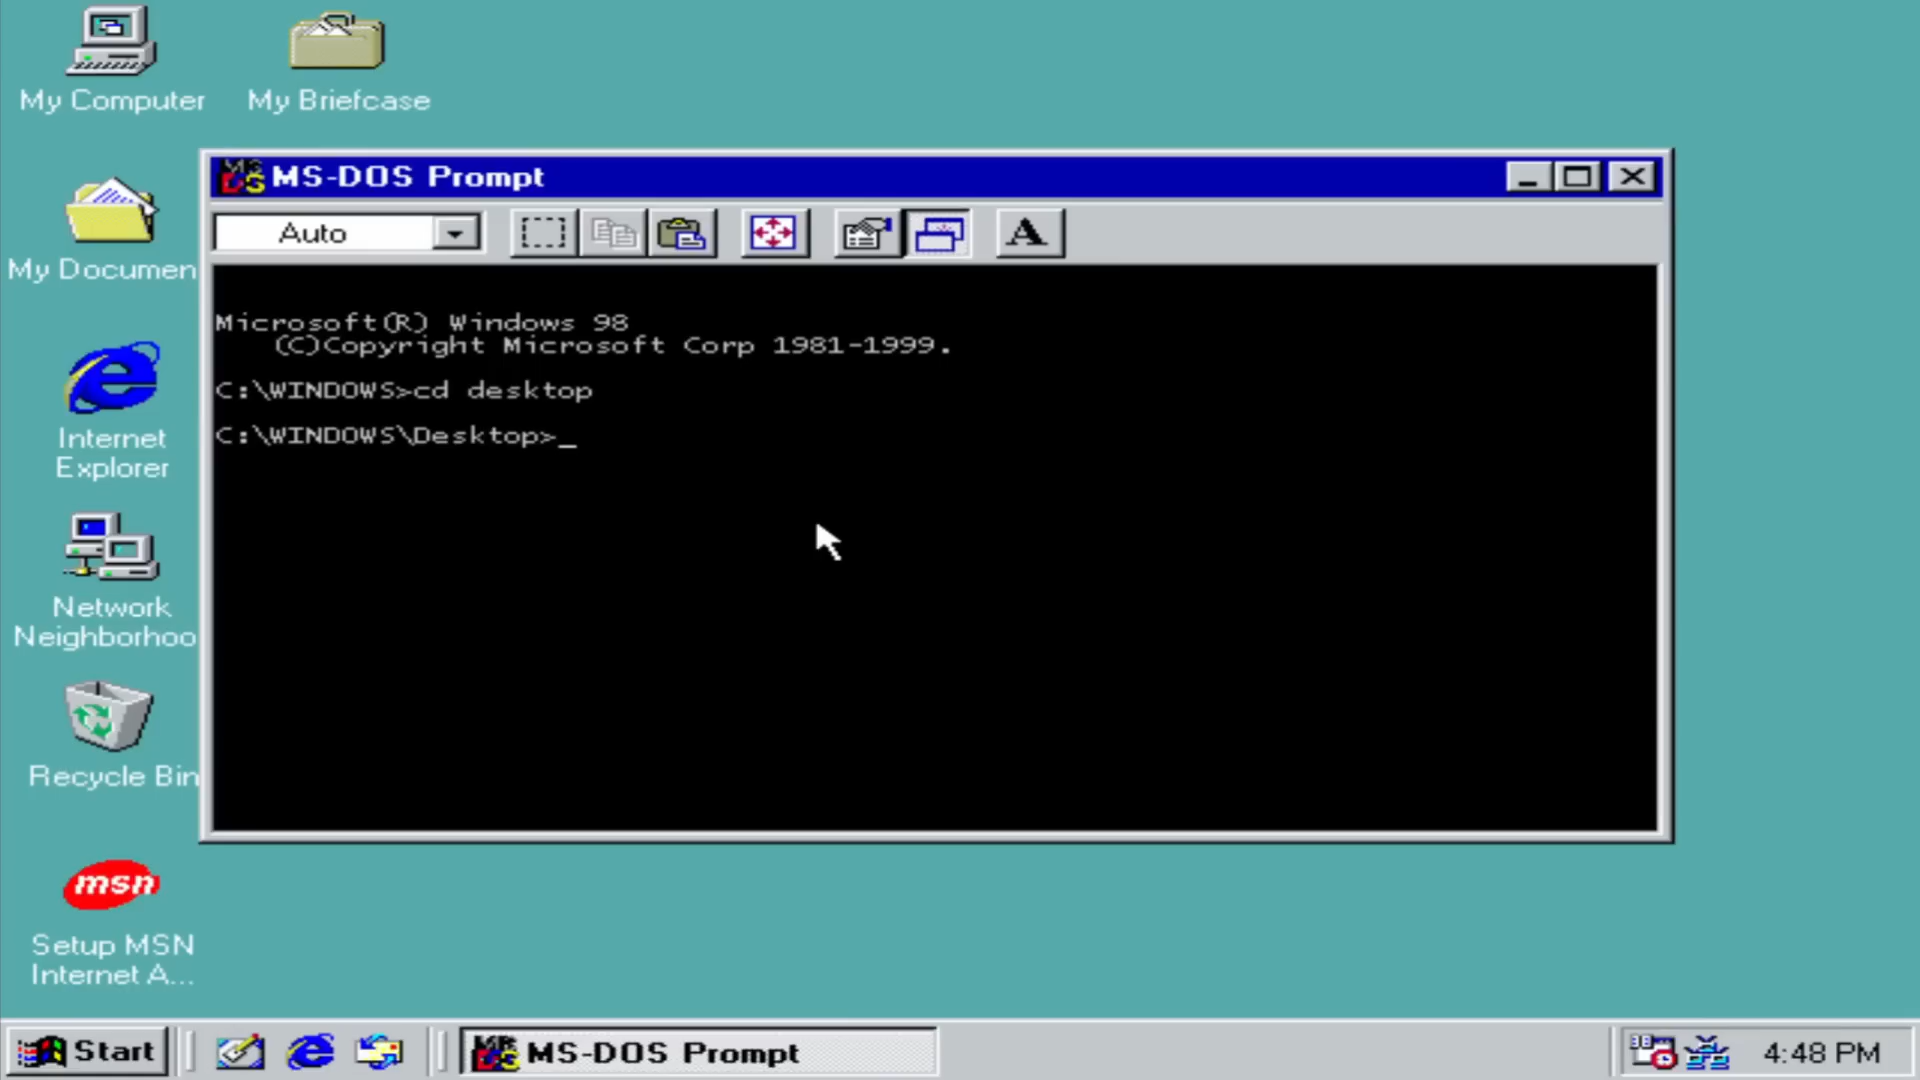 My Computer
My Briefcase
My Documen
Internet
Explorer
Network
Neighborhoo
Recycle Bin
msn
Setup MSN
Internet A...
MS-DOS Prompt
Auto
A
Microsoft(R) Windows 98
(C)Copyright Microsoft Corp 1981-1999.
C:\WINDOWS>cd desktop
C:\WINDOWS\Desktop>_
Start
MS-DOS Prompt
4:48 PM